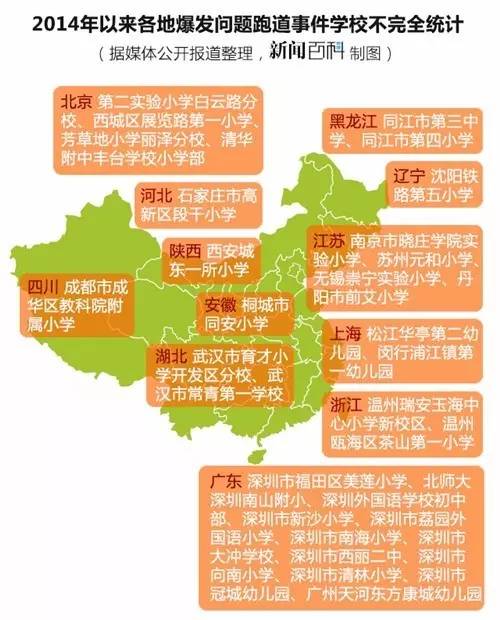 2014年以来各地爆发问题跑道事件学校不完全统计
（据媒体公开报道整理，新闻百科 制图）
北京 第二实验小学白云路分
校、西城区展览路第一小学、
芳草地小学丽泽分校、清华
附中丰台学校小学部
黑龙江 同江市第三中
学、同江市第四小学
辽宁 沈阳铁
路第五小学
河北 石家庄市高
新区段干小学
陕西 西安城
东一所小学
江苏 南京市晓庄学院实
验小学、苏州元和小学、
无锡崇宁实验小学、丹
阳市前艾小学
四川 成都市成
华区教科院附
属小学
安徽 桐城市
同安小学
上海 松江华亭第二幼
儿园、闵行浦江镇第
一幼儿园
湖北 武汉市育才小
学开发区分校、武
汉市常青第一学校
浙江 温州瑞安玉海中
心小学新校区、温州
瓯海区茶山第一小学
广东 深圳市福田区美莲小学、北师大
深圳南山附小、深圳外国语学校初中
部、深圳市新沙小学、深圳市荔园外
国语小学、深圳市南海小学、深圳市
大冲学校、深圳市西丽二中、深圳市
向南小学、深圳市清林小学、深圳市
冠城幼儿园、广州天河东方康城幼儿园